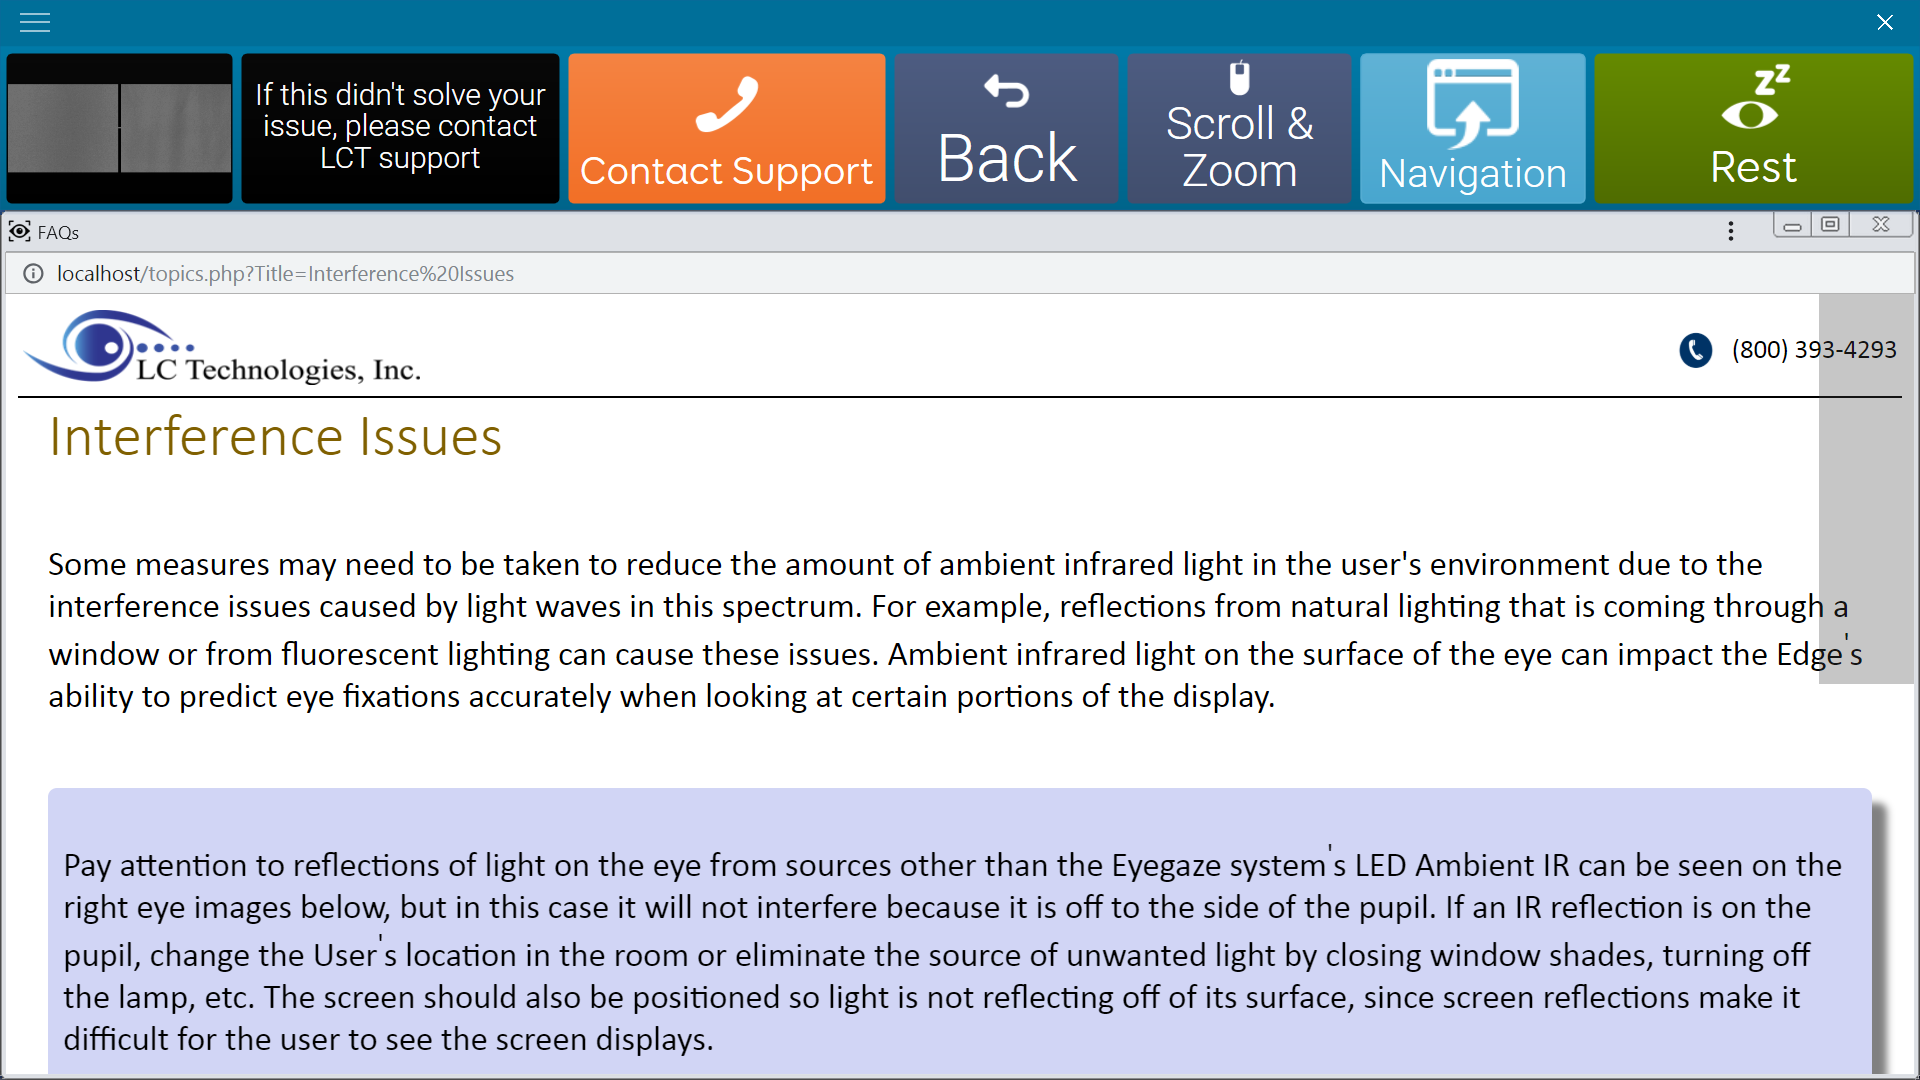 If this didn't solve your
issue, please contact
LCT support
Contact Support
Back
Scroll &
Zoom
Navigation
zz
Rest
FAQs
localhost/topics.php?Title=Interference%20Issues
LC Technologies, Inc.
(800) 393-4293
Interference Issues
Some measures may need to be taken to reduce the amount of ambient infrared light in the user's environment due to the
interference issues caused by light waves in this spectrum. For example, reflections from natural lighting that is coming through a
window or from fluorescent lighting can cause these issues. Ambient infrared light on the surface of the eye can impact the Edge's
ability to predict eye fixations accurately when looking at certain portions of the display.
Pay attention to reflections of light on the eye from sources other than the Eyegaze system's LED Ambient IR can be seen on the
right eye images below, but in this case it will not interfere because it is off to the side of the pupil. If an IR reflection is on the
pupil, change the User's location in the room or eliminate the source of unwanted light by closing window shades, turning off
the lamp, etc. The screen should also be positioned so light is not reflecting off of its surface, since screen reflections make it
difficult for the user to see the screen displays.